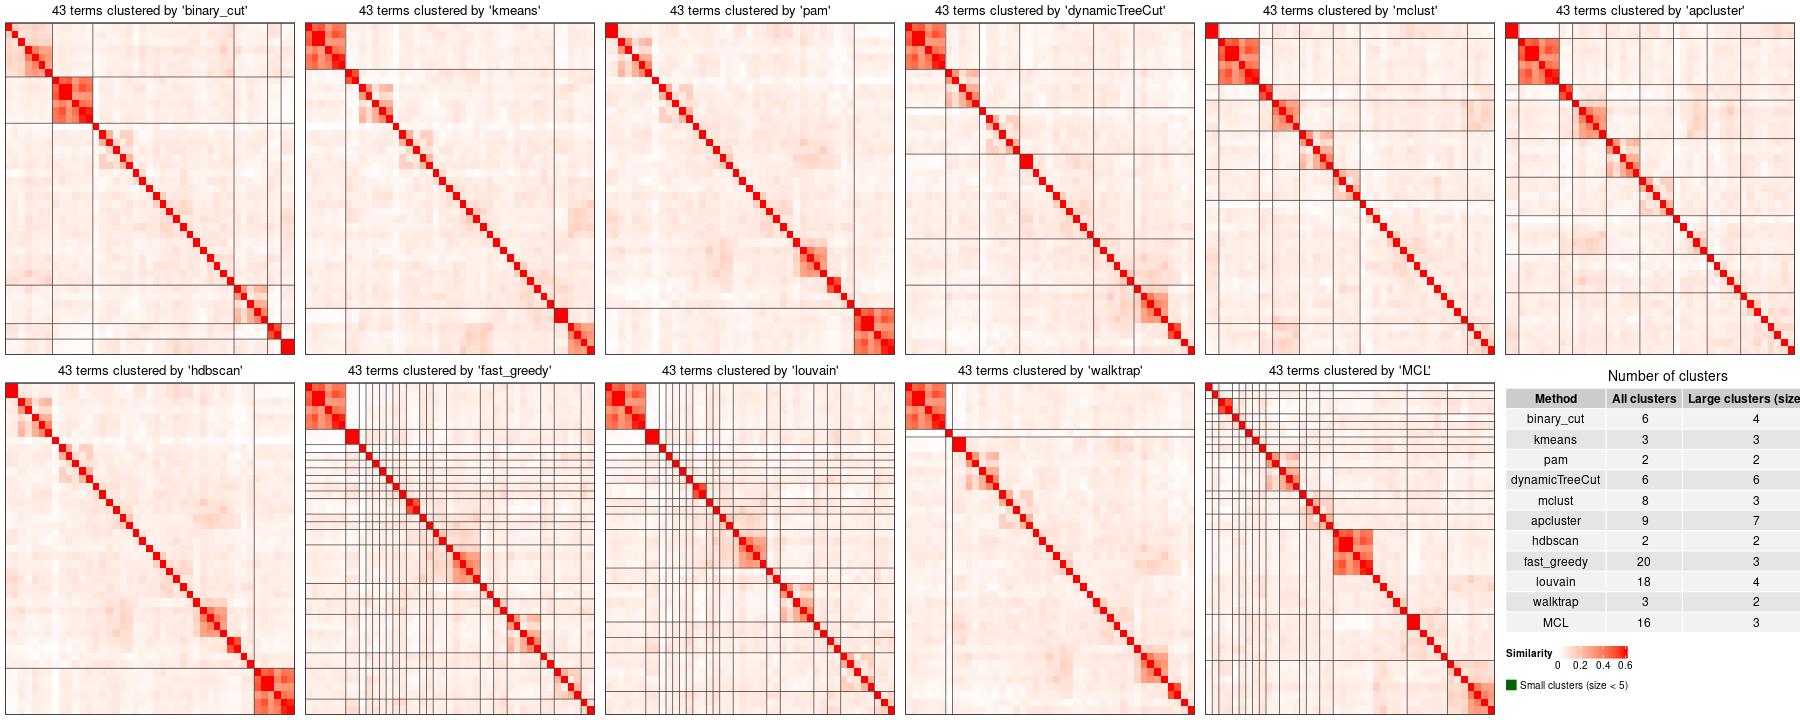 43 terms clustered by 'binary_cut'
43 terms clustered by 'kmeans'
43 terms clustered by 'pam'
43 terms clustered by 'dynamicTreeCut'
43 terms clustered by 'mclust'
43 terms clustered by 'apcluster'
43 terms clustered by 'hdbscan'
43 terms clustered by 'fast_greedy'
43 terms clustered by 'louvain'
43 terms clustered by 'walktrap'
43 terms clustered by 'MCL'
Number of clusters
Method All clusters Large clusters (size
binary_cut 6 4
kmeans 3 3
pam 2 2
dynamicTreeCut 6 6
mclust 8 3
apcluster 9 7
hdbscan 2 2
fast_greedy 20 3
louvain 18 4
walktrap 3 2
MCL 16 3
Similarity
0 0.2 0.4 0.6
Small clusters (size < 5)